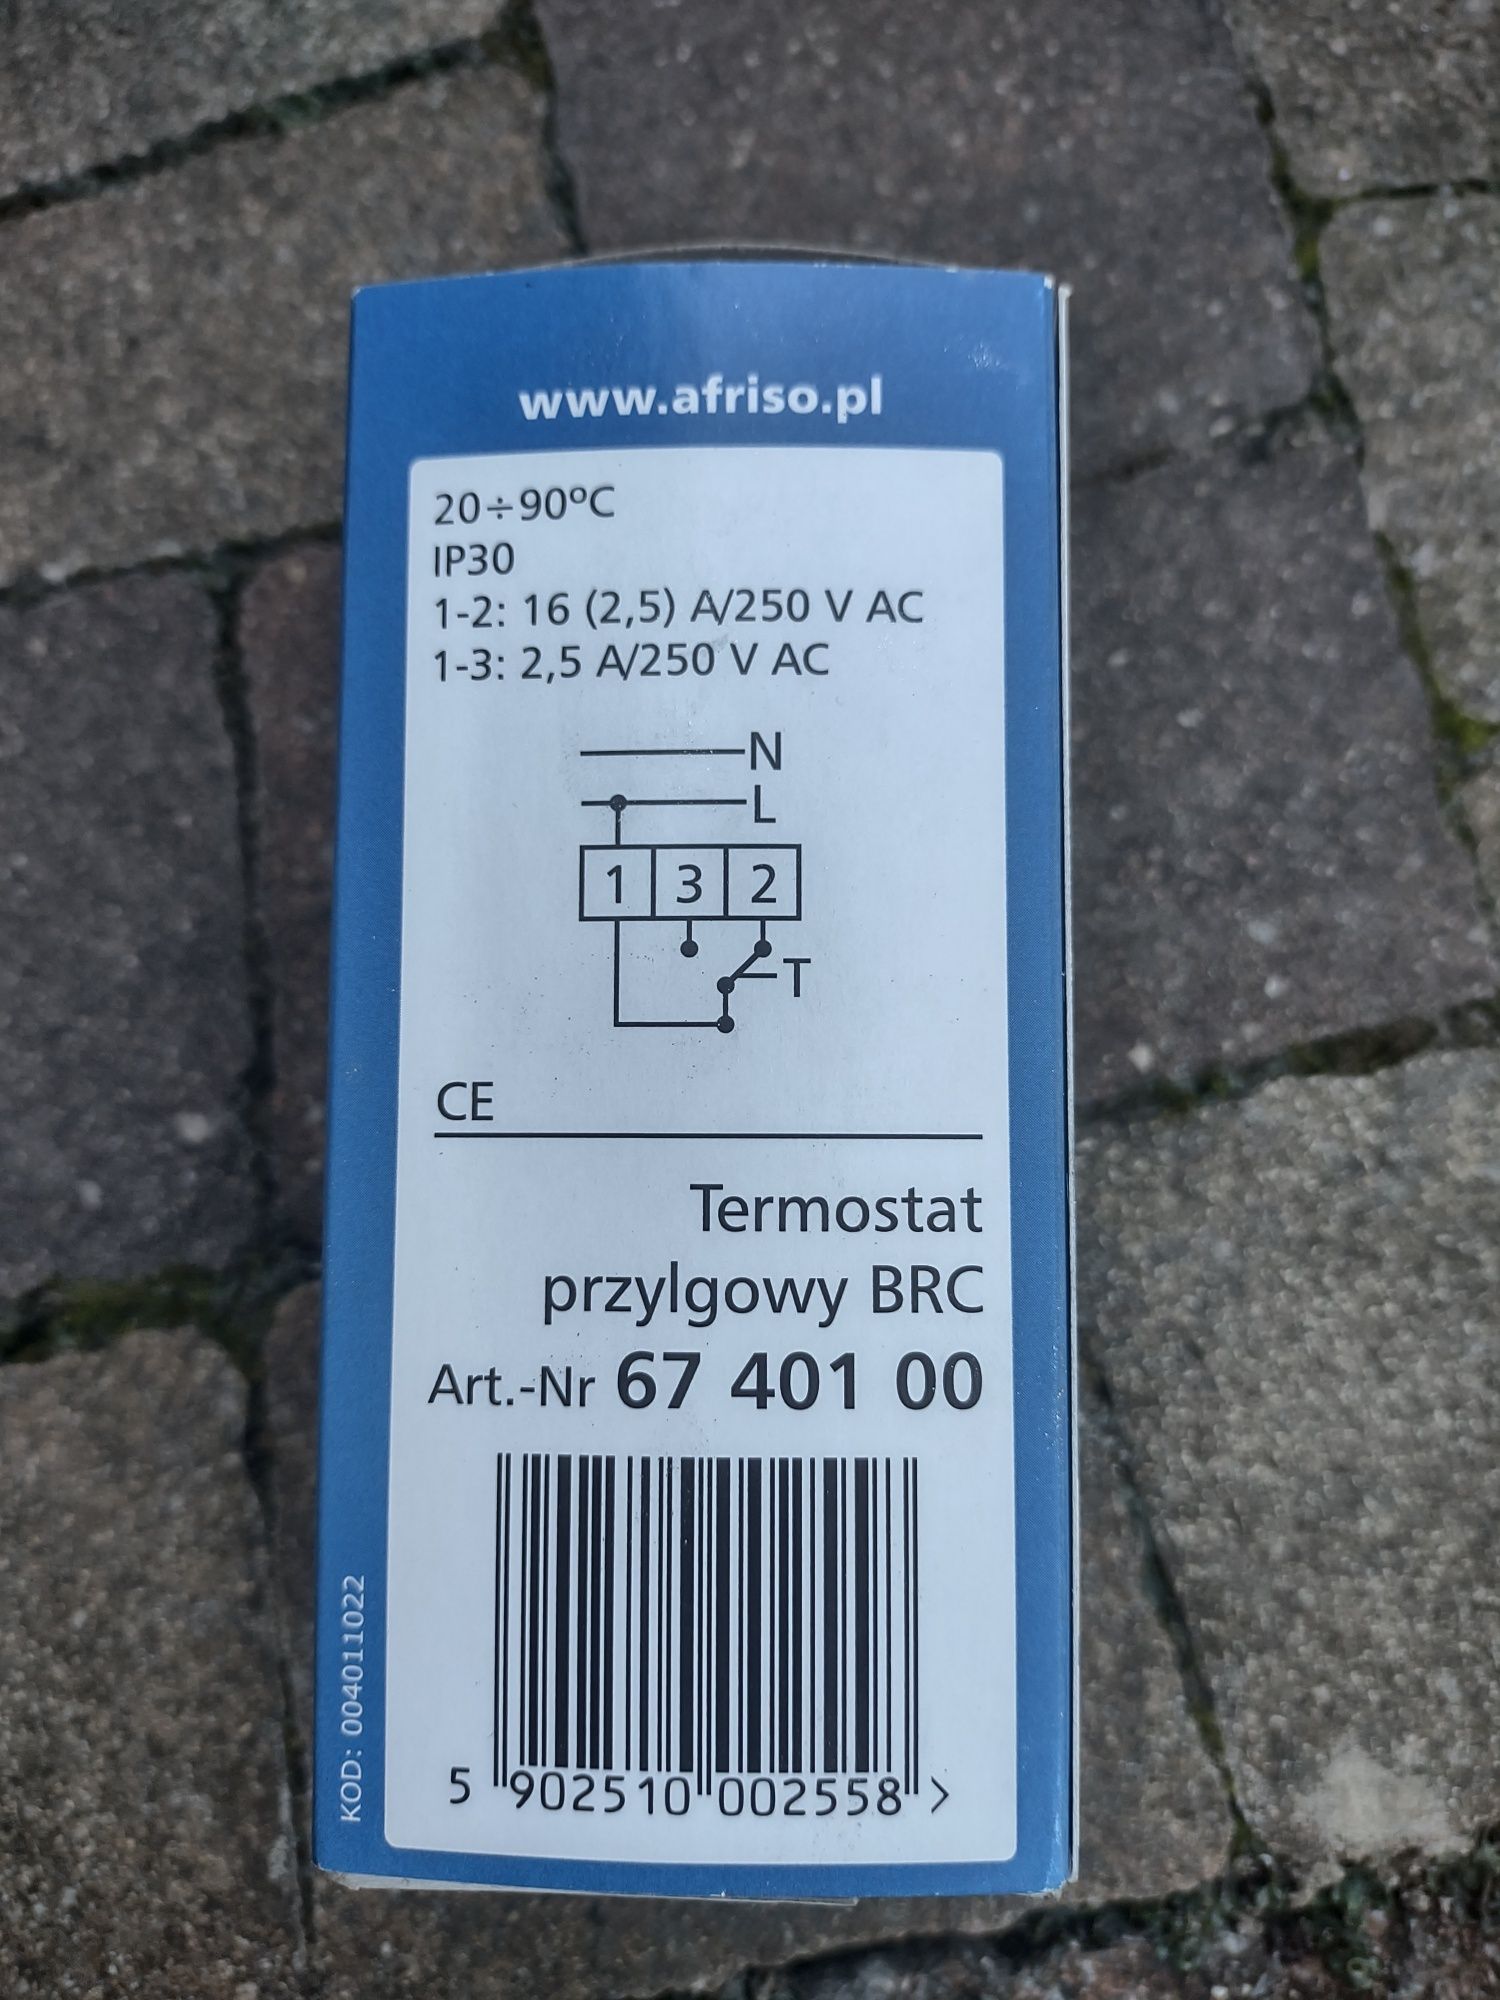 www.afriso.pl
20÷90ºC
IP30
1-2: 16 (2,5) A/250 V AC
1-3: 2,5 A/250 V AC
N
L
1 3 2
T
CE
Termostat
przylgowy BRC
Art.-Nr 67 401 00
5 902510 002558 >
KOD: 004011022